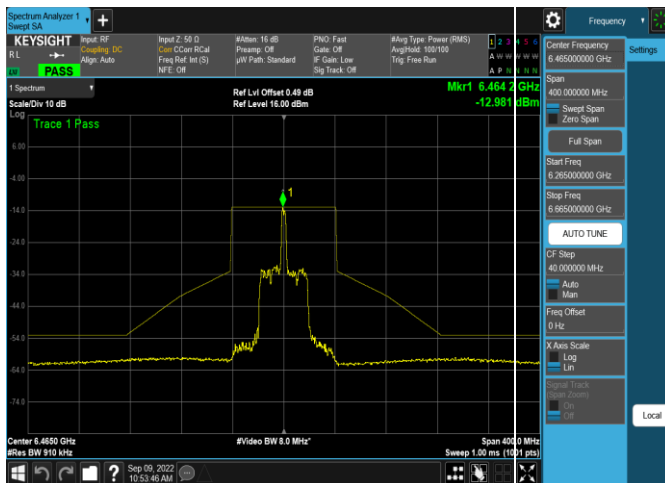 Spectrum Analyzer 1
Swept SA
KEYSIGHT
RL
PASS
Input: RF
Coupling: DC
Align: Auto
Input Z: 50 Ω
Corr CCorr RCal
Freq Ref: Int (S)
NFE: Off
#Atten: 16 dB
Preamp: Off
µW Path: Standard
PNO: Fast
Gate: Off
IF Gain: Low
Sig Track: Off
#Avg Type: Power (RMS)
Avg|Hold: 100/100
Trig: Free Run
1 2 3 4 5 6
A W W W W W
A P N N N N
1 Spectrum
Scale/Div 10 dB
Ref Lvl Offset 0.49 dB
Ref Level 16.00 dBm
Mkr1 6.464 2 GHz
-12.981 dBm
Log
Trace 1 Pass
6.00
-4.00
-14.0
-24.0
-34.0
-44.0
-54.0
-64.0
-74.0
1
Center 6.4650 GHz
#Res BW 910 kHz
#Video BW 8.0 MHz*
Span 400.0 MHz
Sweep 1.00 ms (1001 pts)
Sep 09, 2022
10:53:46 AM
Frequency
Settings
Center Frequency
6.465000000 GHz
Span
400.000000 MHz
Swept Span
Zero Span
Full Span
Start Freq
6.265000000 GHz
Stop Freq
6.665000000 GHz
AUTO TUNE
CF Step
40.000000 MHz
Auto
Man
Freq Offset
0 Hz
X Axis Scale
Log
Lin
Signal Track
(Span Zoom)
On
Off
Local